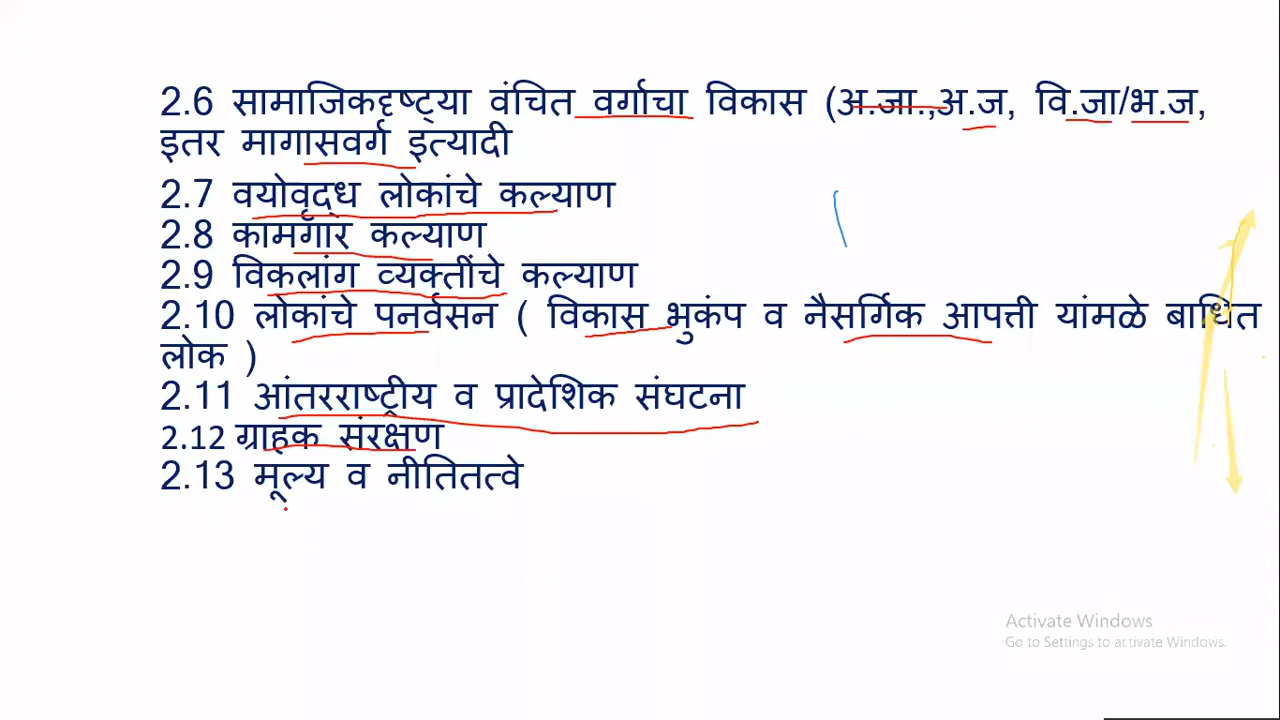 2.6 सामाजिकदृष्ट्या वंचित वर्गाचा विकास (अ.जा.,अ.ज, वि.जा/भ.ज,
इतर मागासवर्ग इत्यादी
2.7 वयोवृद्ध लोकांचे कल्याण
2.8 कामगार कल्याण
2.9 विकलांग व्यक्तींचे कल्याण
2.10 लोकांचे पनर्वसन ( विकास भुकंप व नैसर्गिक आपत्ती यांमळे बाधित
लोक )
2.11 आंतरराष्ट्रीय व प्रादेशिक संघटना
2.12 ग्राहक संरक्षण
2.13 मूल्य व नीतितत्वे
Activate Windows
Go to Settings to activate Windows.